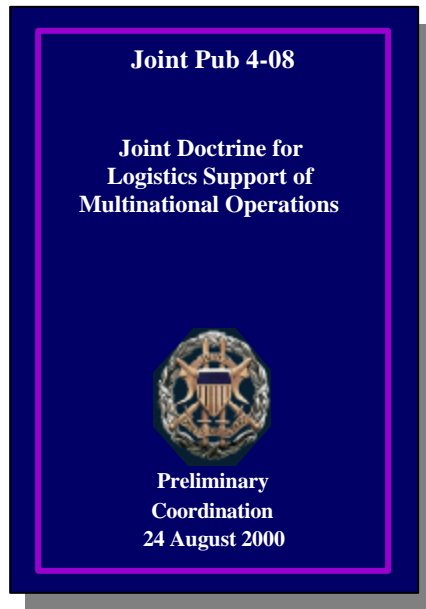 Joint Pub 4-08
Joint Doctrine for
Logistics Support of
Multinational Operations
Preliminary
Coordination
24 August 2000